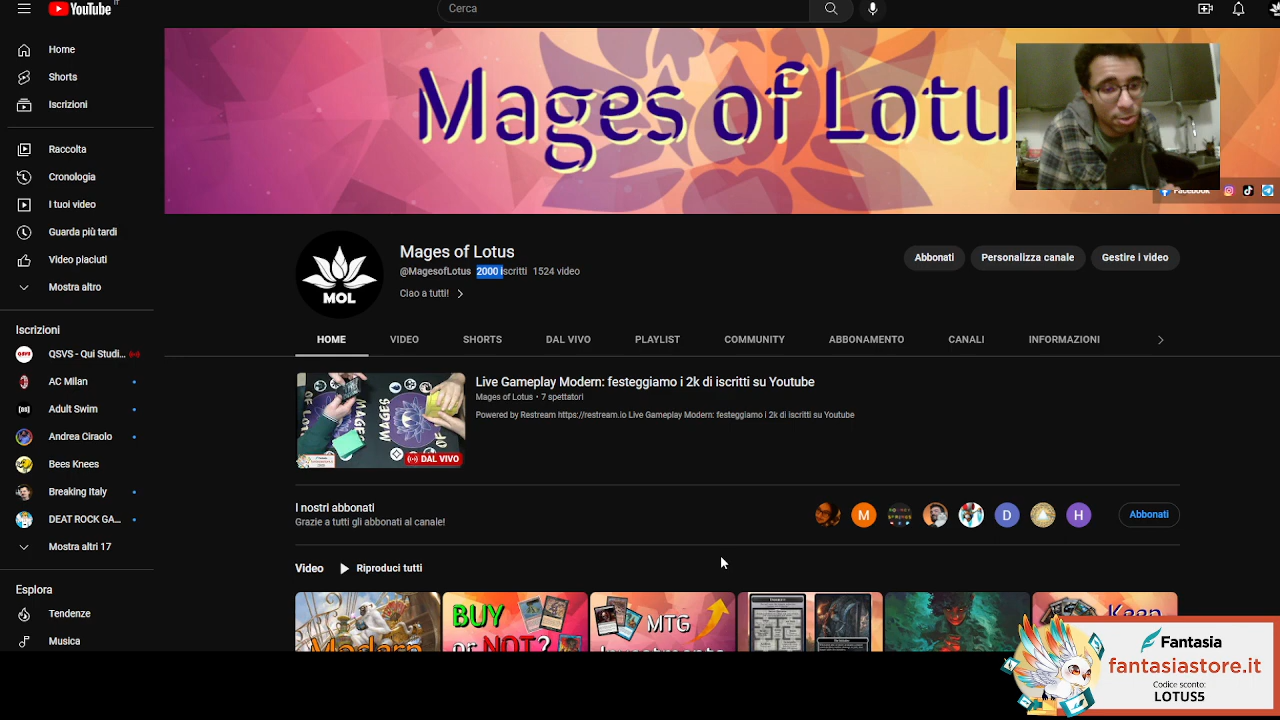 YouTube
IT
Cerca
Home
Shorts
Iscrizioni
Raccolta
Cronologia
I tuoi video
Guarda più tardi
Video piaciuti
Mostra altro
Iscrizioni
QSVS - Qui Studi...
AC Milan
Adult Swim
Andrea Ciraolo
Bees Knees
Breaking Italy
DEAT ROCK GA...
Mostra altri 17
Esplora
Tendenze
Musica
Mages of Lotu
Facebook
MOL
Mages of Lotus
@MagesofLotus 2000 iscritti 1524 video
Ciao a tutti!
Abbonati
Personalizza canale
Gestire i video
HOME
VIDEO
SHORTS
DAL VIVO
PLAYLIST
COMMUNITY
ABBONAMENTO
CANALI
INFORMAZIONI
MAGES
DAL VIVO
Live Gameplay Modern: festeggiamo i 2k di iscritti su Youtube
Mages of Lotus • 7 spettatori
Powered by Restream https://restream.io Live Gameplay Modern: festeggiamo i 2k di iscritti su Youtube
I nostri abbonati
Grazie a tutti gli abbonati al canale!
M
D
H
Abbonati
Video
Riproduci tutti
Modern
BUY
or NOT?
MTG
Investments
Keep
Fantasia
fantasiastore.it
Codice sconto:
LOTUS5